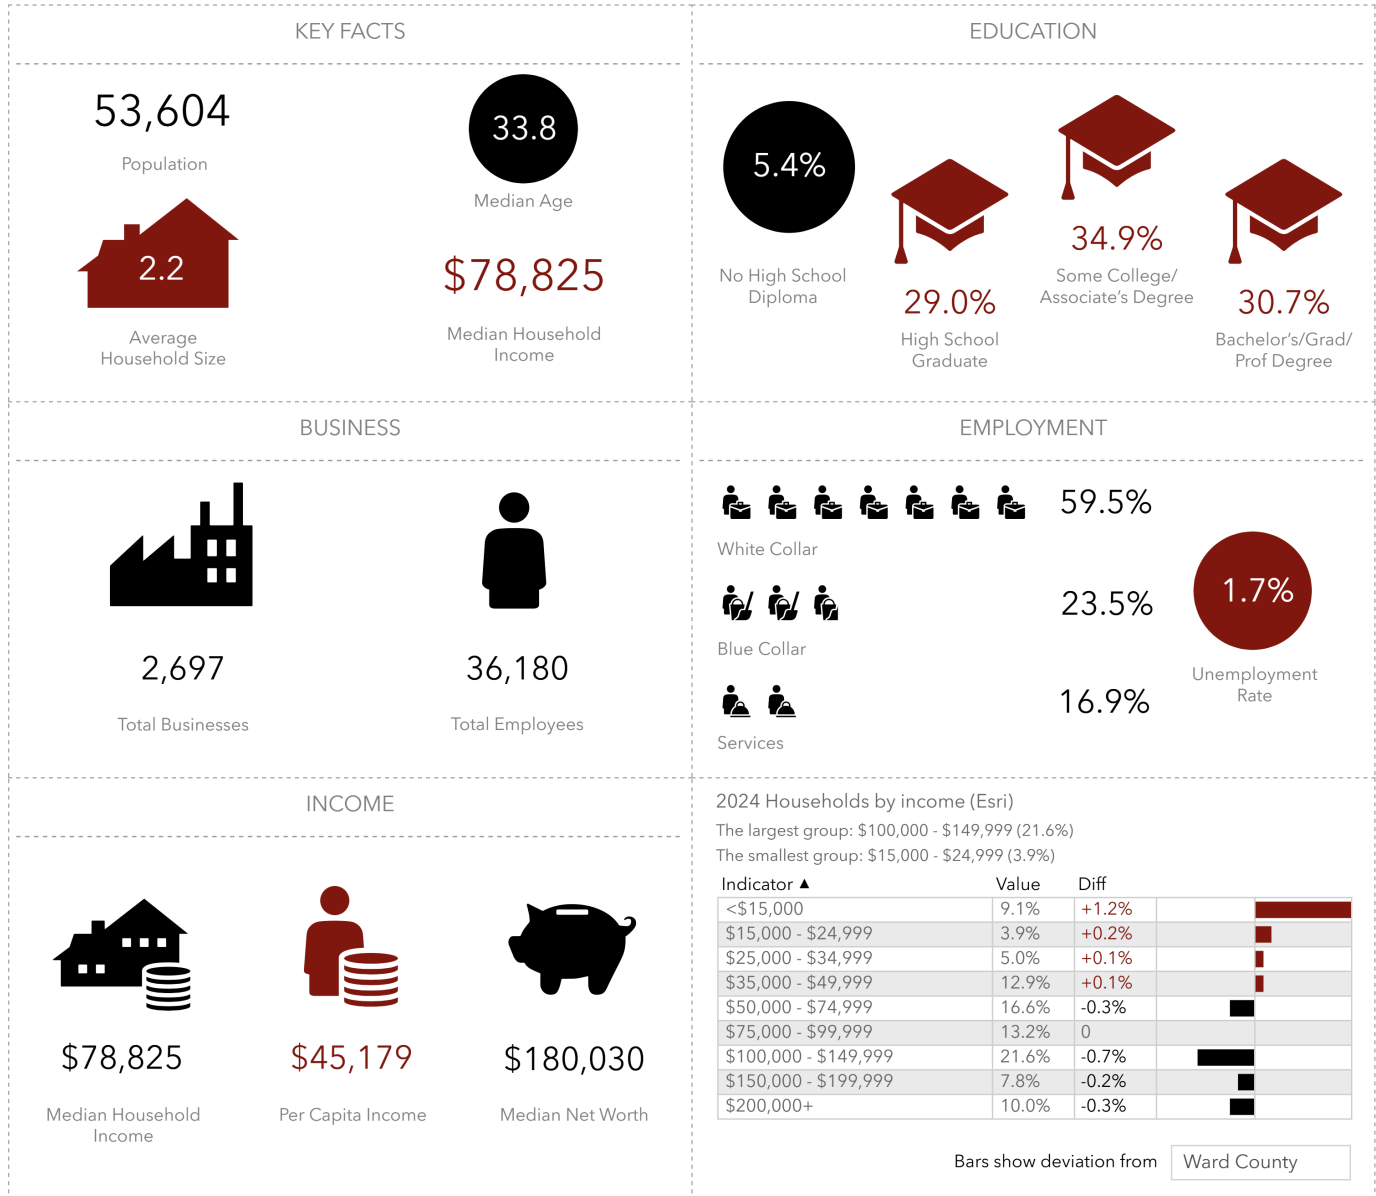 KEY FACTS
53,604
Population
33.8
Median Age
2.2
Average
Household Size
$78,825
Median Household
Income
EDUCATION
5.4%
No High School
Diploma
29.0%
High School
Graduate
34.9%
Some College/
Associate's Degree
30.7%
Bachelor's/Grad/
Prof Degree
BUSINESS
2,697
Total Businesses
36,180
Total Employees
EMPLOYMENT
59.5%
White Collar
23.5%
Blue Collar
16.9%
Services
1.7%
Unemployment
Rate
INCOME
$78,825
Median Household
Income
$45,179
Per Capita Income
$180,030
Median Net Worth
2024 Households by income (Esri)
The largest group: $100,000 - $149,999 (21.6%)
The smallest group: $15,000 - $24,999 (3.9%)
Indicator ▲ Value Diff
<$15,000 9.1% +1.2%
$15,000 - $24,999 3.9% +0.2%
$25,000 - $34,999 5.0% +0.1%
$35,000 - $49,999 12.9% +0.1%
$50,000 - $74,999 16.6% -0.3%
$75,000 - $99,999 13.2% 0
$100,000 - $149,999 21.6% -0.7%
$150,000 - $199,999 7.8% -0.2%
$200,000+ 10.0% -0.3%
Bars show deviation from Ward County